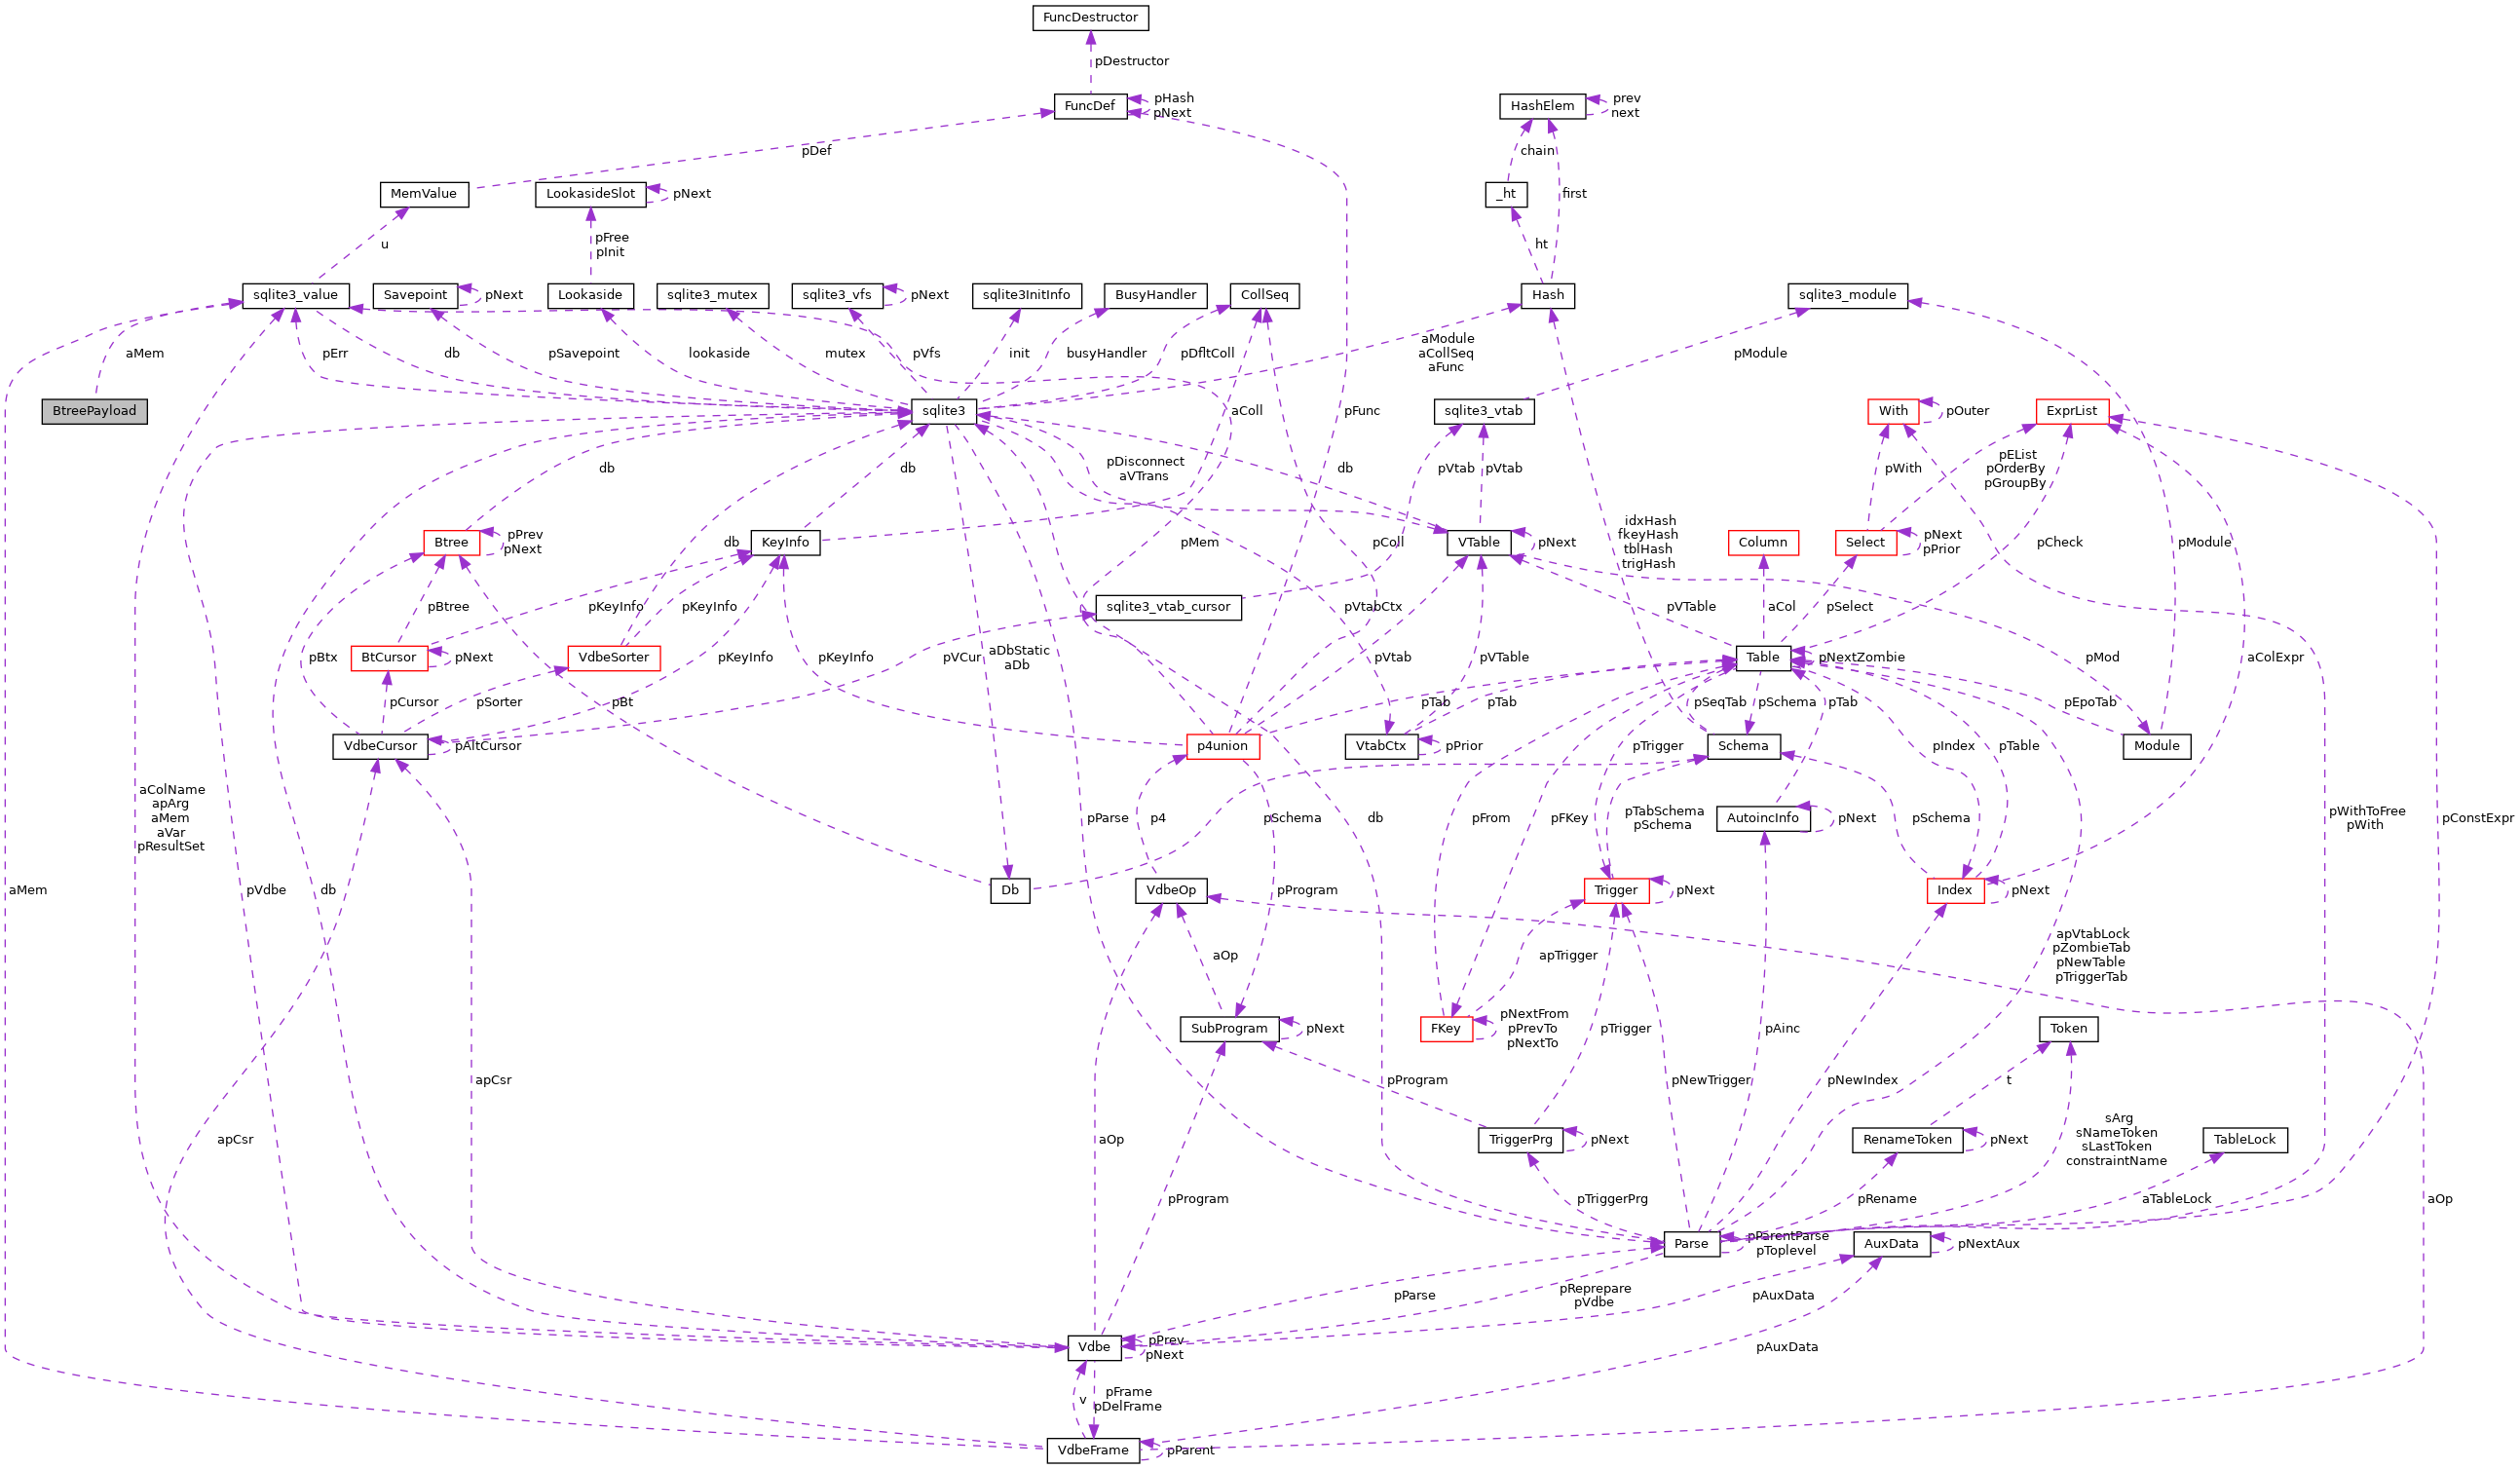 FuncDestructor
pDestructor
FuncDef
pHash
pNext
HashElem
prev
next
pDef
chain
MemValue
LookasideSlot
pNext
_ht
first
u
pFree
pInit
ht
sqlite3_value
Savepoint
pNext
Lookaside
sqlite3_mutex
sqlite3_vfs
pNext
sqlite3InitInfo
BusyHandler
CollSeq
Hash
sqlite3_module
aMem
pErr
db
pSavepoint
lookaside
mutex
pVfs
init
busyHandler
pDfltColl
aModule
aCollSeq
aFunc
pModule
BtreePayload
sqlite3
aColl
pFunc
sqlite3_vtab
With
pOuter
ExprList
db
db
pDisconnect
aVTrans
db
pVtab
pVtab
pWith
pEList
pOrderBy
pGroupBy
Btree
pPrev
pNext
db
KeyInfo
pMem
pColl
VTable
pNext
idxHash
fkeyHash
tblHash
trigHash
Column
Select
pNext
pPrior
pCheck
pModule
pBtree
pKeyInfo
pKeyInfo
sqlite3_vtab_cursor
pVtabCtx
pVTable
aCol
pSelect
pBtx
BtCursor
pNext
VdbeSorter
pKeyInfo
pKeyInfo
pVCur
aDbStatic
aDb
pVtab
pVTable
Table
pNextZombie
pMod
aColExpr
pCursor
pSorter
pBt
pTab
pTab
pSeqTab
pSchema
pTab
pEpoTab
VdbeCursor
pAltCursor
p4union
VtabCtx
pPrior
pTrigger
Schema
pIndex
pTable
Module
aColName
apArg
aMem
aVar
pResultSet
pParse
p4
pSchema
db
pFrom
pFKey
pTabSchema
pSchema
AutoincInfo
pNext
pSchema
pWithToFree
pWith
pConstExpr
aMem
pVdbe
db
Db
VdbeOp
pProgram
Trigger
pNext
Index
pNext
aOp
apTrigger
apVtabLock
pZombieTab
pNewTable
pTriggerTab
SubProgram
pNext
FKey
pNextFrom
pPrevTo
pNextTo
pTrigger
pAinc
Token
apCsr
pProgram
pNewTrigger
pNewIndex
t
apCsr
aOp
TriggerPrg
pNext
RenameToken
pNext
sArg
sNameToken
sLastToken
constraintName
TableLock
pProgram
pTriggerPrg
pRename
aTableLock
aOp
Parse
pParentParse
pToplevel
AuxData
pNextAux
pParse
pReprepare
pVdbe
pAuxData
Vdbe
pPrev
pNext
pAuxData
v
pFrame
pDelFrame
VdbeFrame
pParent